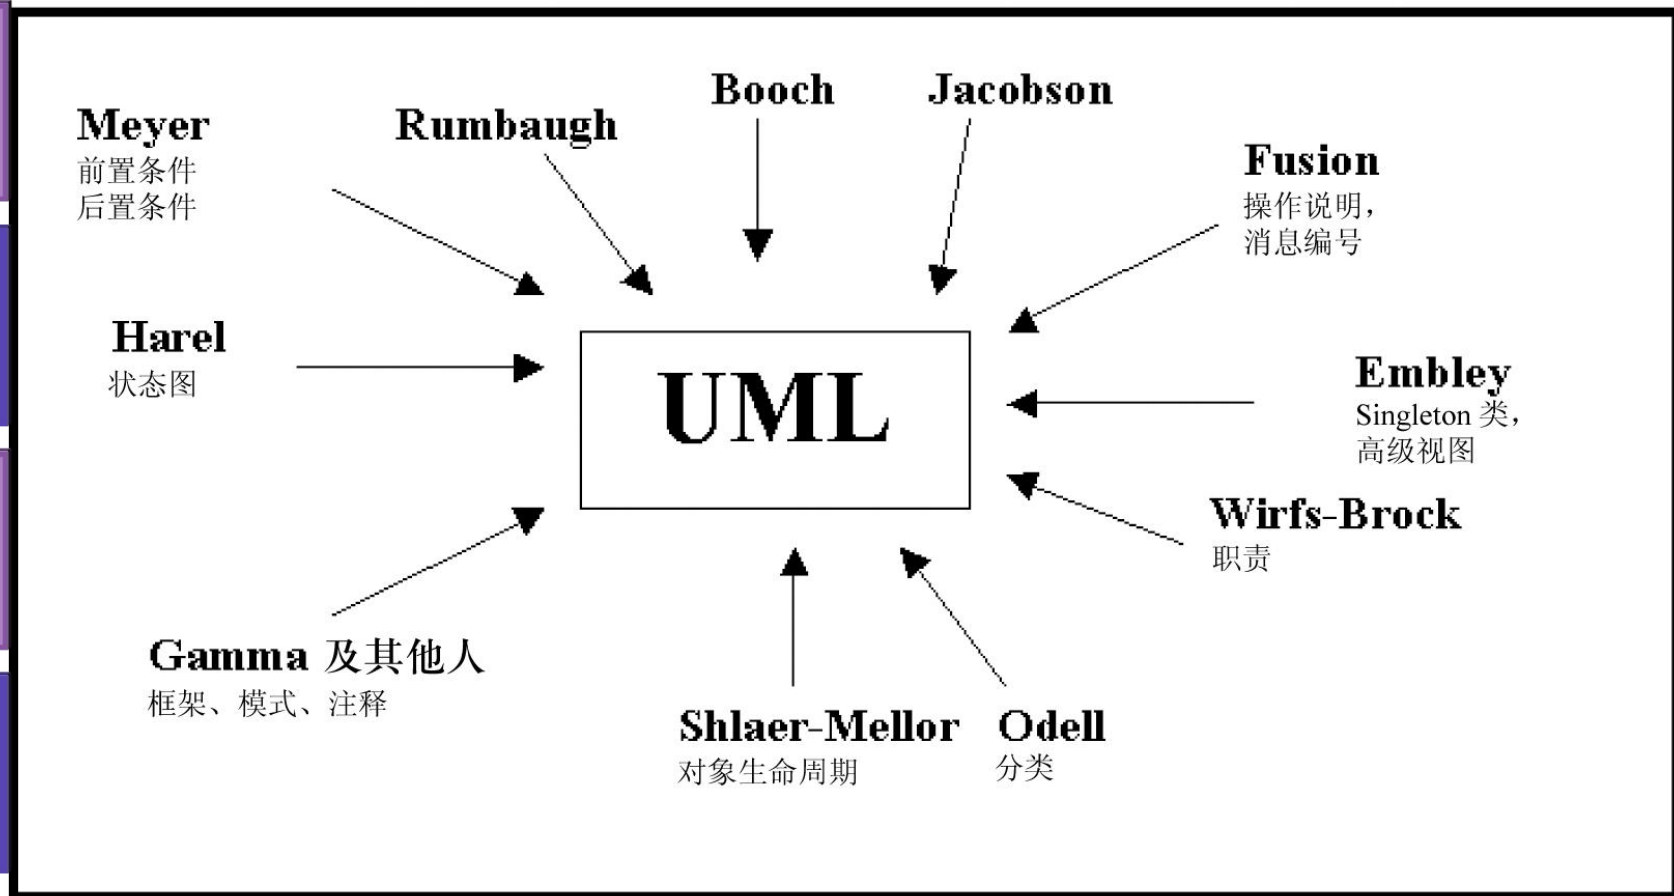 Booch
Jacobson
Meyer
前置条件
后置条件
Rumbaugh
Fusion
操作说明，
消息编号
Harel
状态图
UML
Embley
Singleton 类，
高级视图
Wirfs-Brock
职责
Gamma 及其他人
框架、模式、注释
Shlaer-Mellor
对象生命周期
Odell
分类